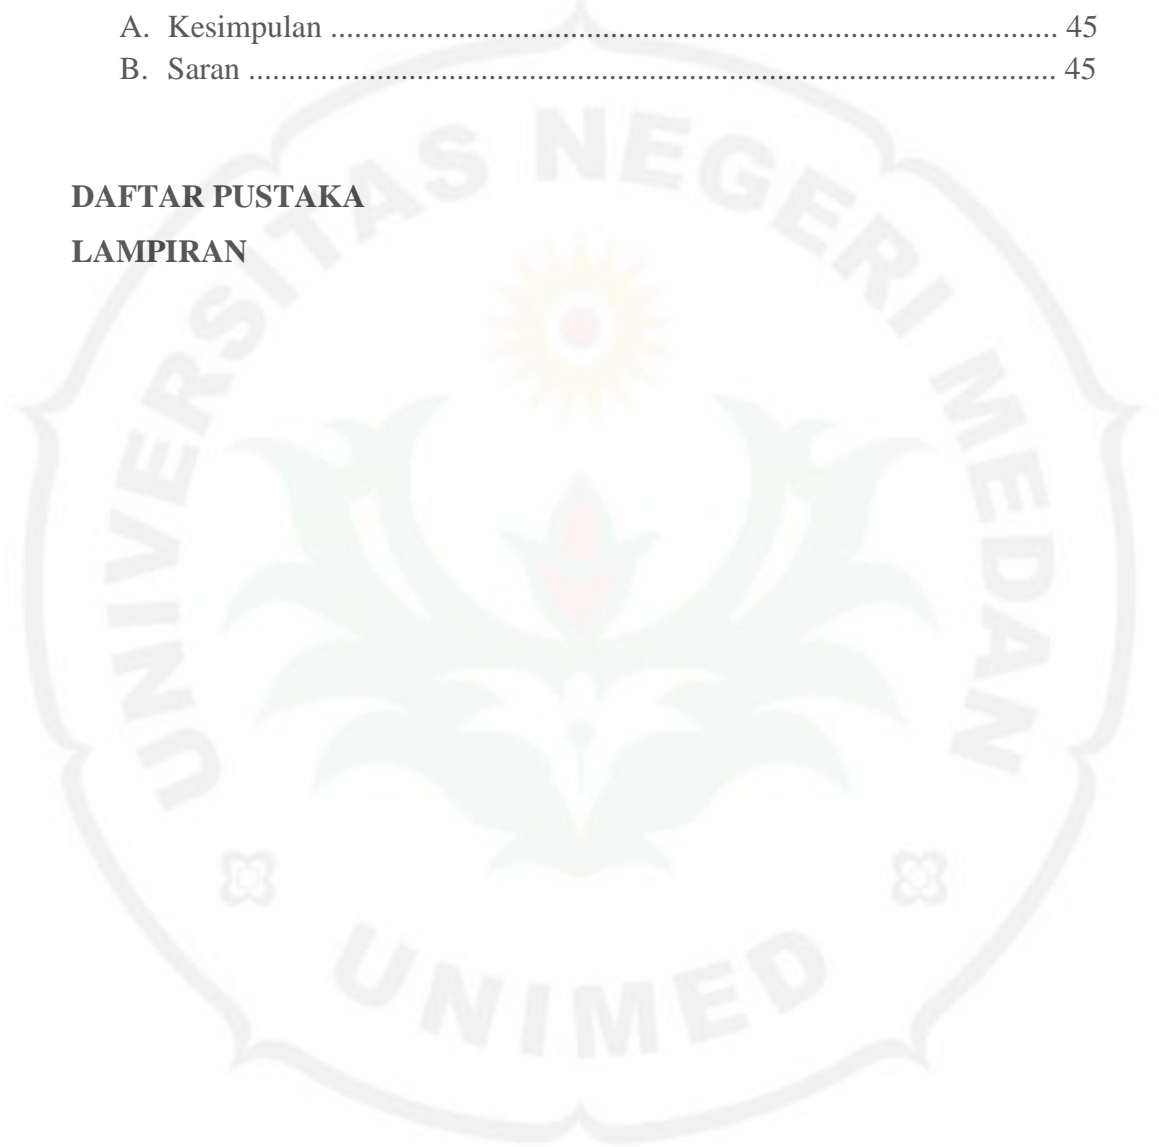 A. Kesimpulan ........................................................................................... 45
B. Saran ..................................................................................................... 45
DAFTAR PUSTAKA
LAMPIRAN
UNIVERSITAS NEGERI MEDAN
UNIMED